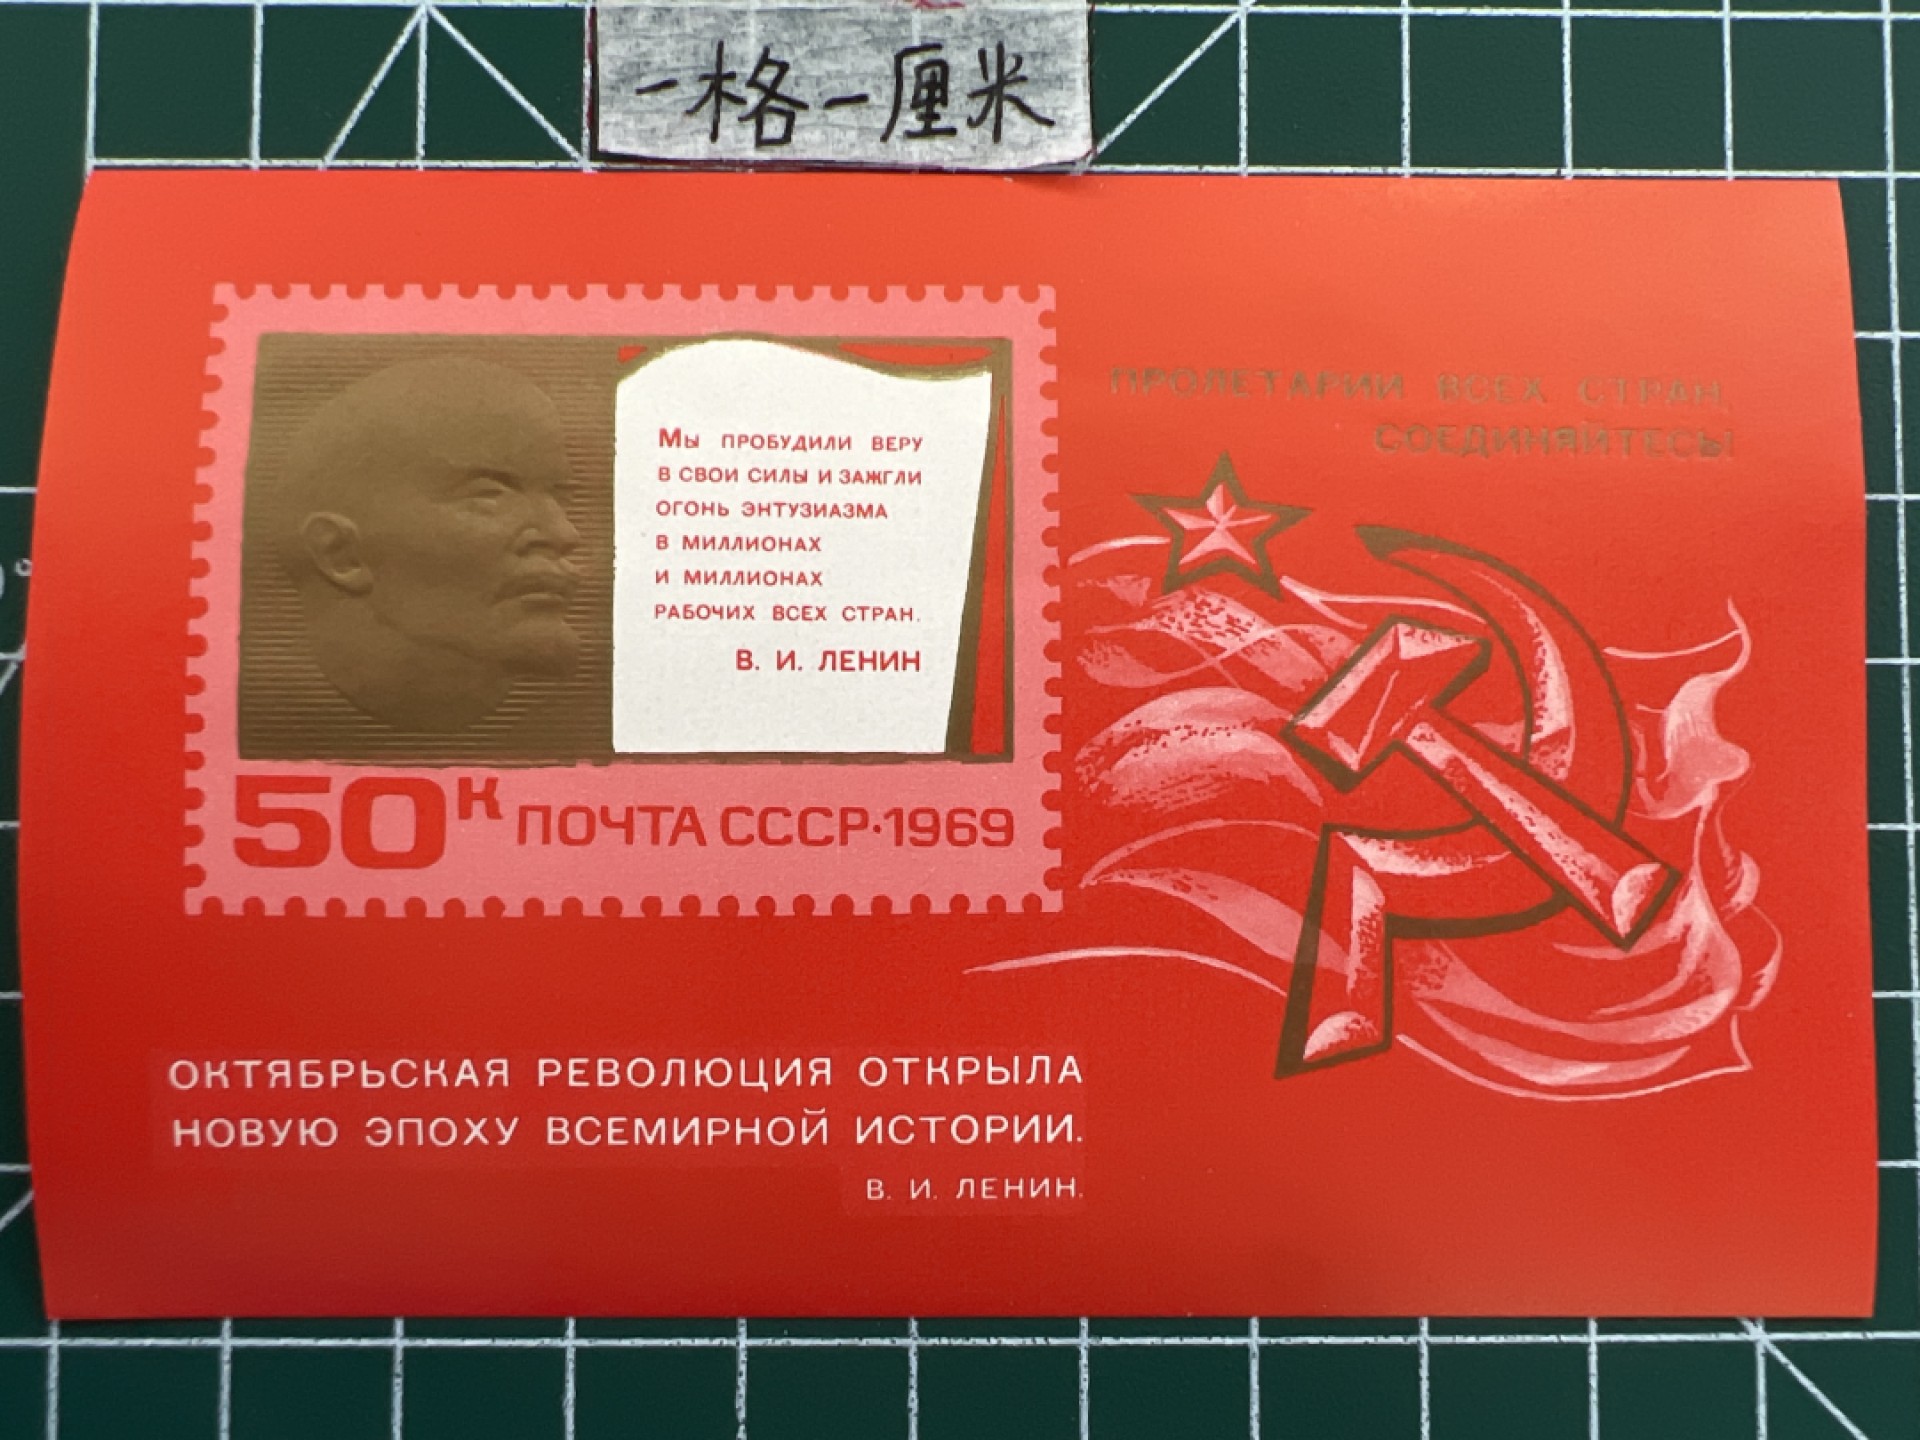 一格一厘米
ПРОЛЕТАРИИ ВСЕХ СТРАН,
СОЕДИНЯЙТЕСЬ!
Мы ПРОБУДИЛИ ВЕРУ
В СВОИ СИЛЫ И ЗАЖГЛИ
ОГОНЬ ЭНТУЗИАЗМА
В МИЛЛИОНАХ
И МИЛЛИОНАХ
РАБОЧИХ ВСЕХ СТРАН.
В. И. ЛЕНИН
50К ПОЧТА СССР·1969
ОКТЯБРЬСКАЯ РЕВОЛЮЦИЯ ОТКРЫЛА
НОВУЮ ЭПОХУ ВСЕМИРНОЙ ИСТОРИИ.
В. И. ЛЕНИН.